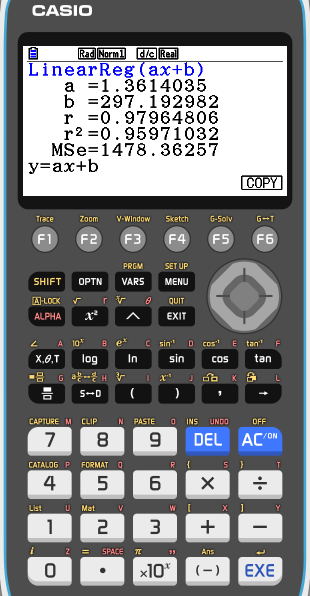 CASIO
Rad Norm1 d/c Real
LinearReg(ax+b)
a =1.3614035
b =297.192982
r =0.97964806
r²=0.95971032
MSe=1478.36257
y=ax+b
COPY
Trace Zoom V-Window Sketch G-Solv G↔T
F1 F2 F3 F4 F5 F6
PRGM SET UP
SHIFT OPTN VARS MENU
A-LOCK √ r ˣ√ θ QUIT
ALPHA x² ^ EXIT
∠ A 10ˣ B eˣ C sin⁻¹ D cos⁻¹ E tan⁻¹ F
X,θ,T log ln sin cos tan
G H ³√ I x⁻¹ J K L
S↔D ( ) , →
CAPTURE M CLIP N PASTE O INS UNDO OFF
7 8 9 DEL AC/ON
CATALOG P FORMAT Q R { S } T
4 5 6 × ÷
List U Mat V W [ X ] Y
1 2 3 + −
i Z = SPACE π " Ans ↵
0 • ×10ˣ (−) EXE